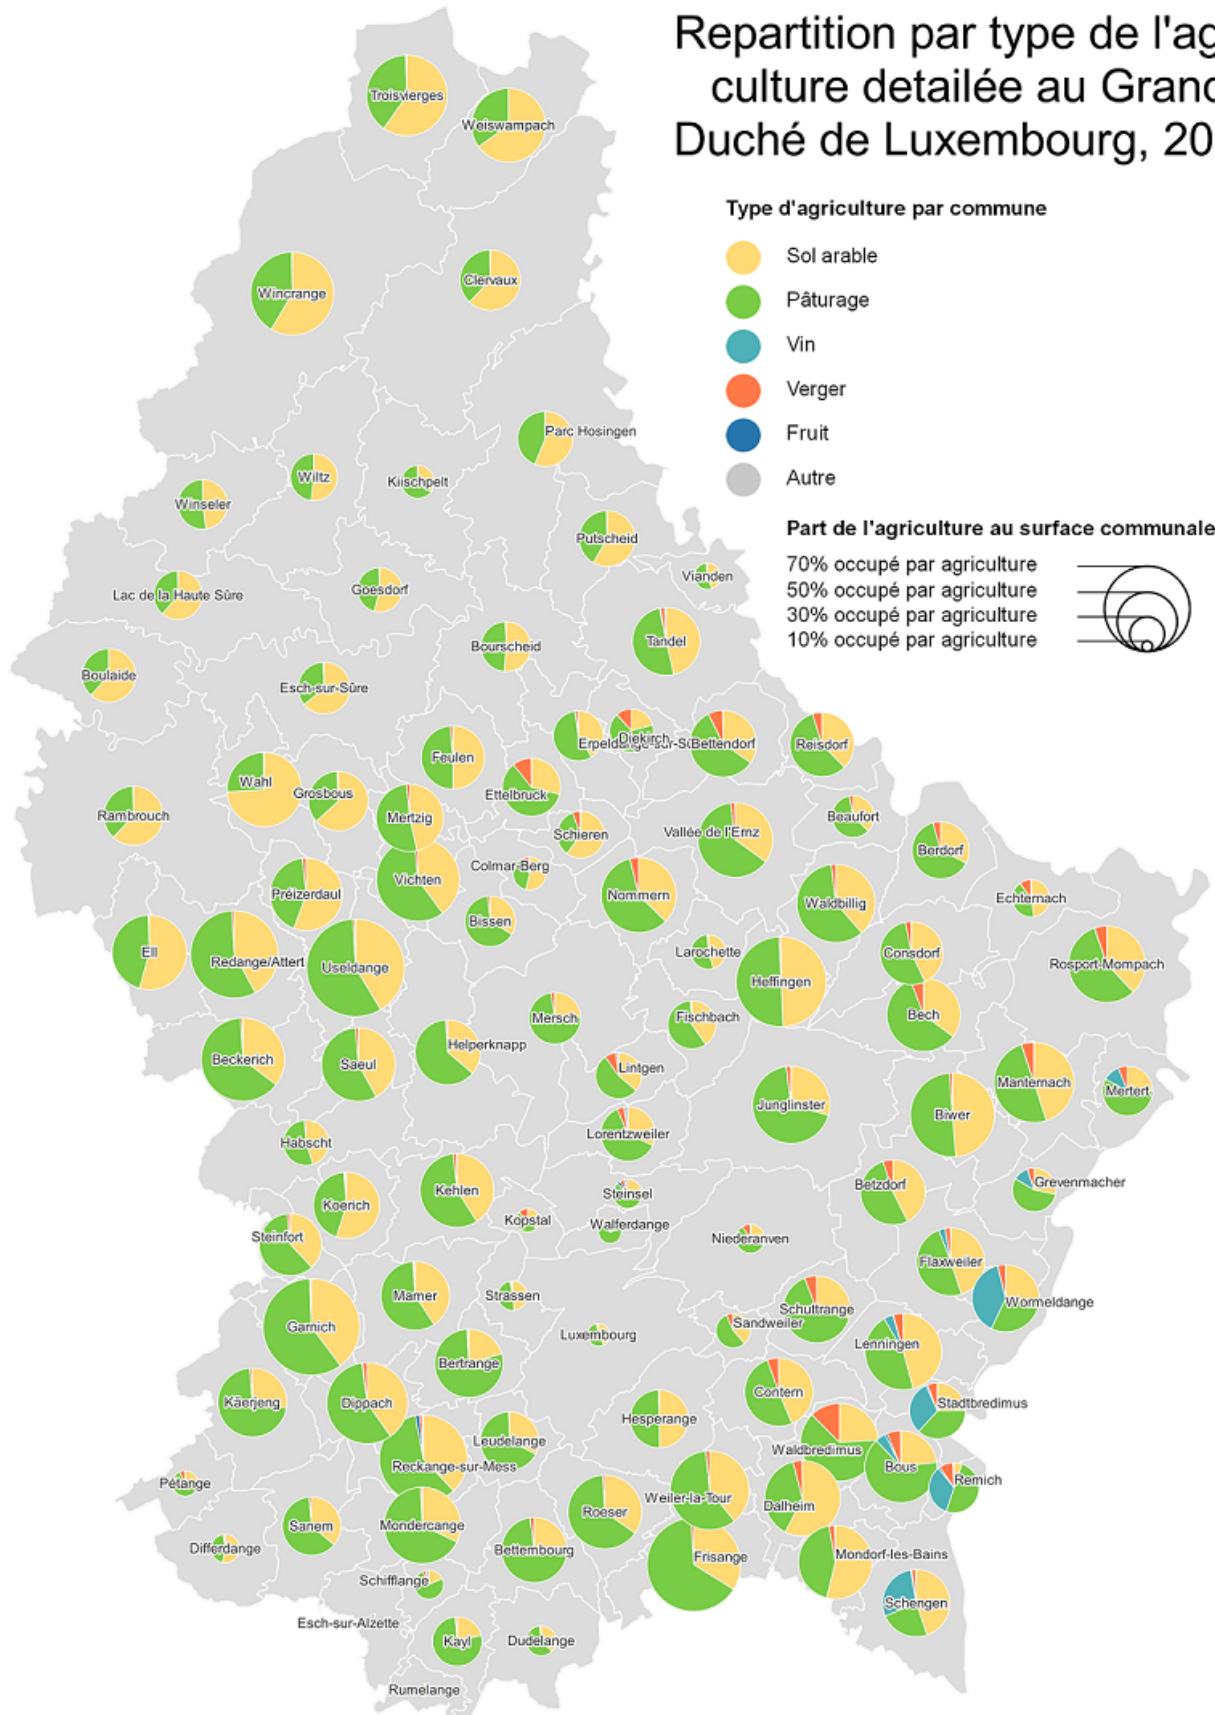 Repartition par type de l'ag
culture detailée au Grand
Duché de Luxembourg, 20
Type d'agriculture par commune
Sol arable
Pâturage
Vin
Verger
Fruit
Autre
Part de l'agriculture au surface communale
70% occupé par agriculture
50% occupé par agriculture
30% occupé par agriculture
10% occupé par agriculture
Troisvierges
Weiswampach
Clervaux
Wincrange
Parc Hosingen
Wiltz
Kiischpelt
Winseler
Putscheid
Vianden
Goesdorf
Lac de la Haute Sûre
Tandel
Bourscheid
Boulaide
Esch-sur-Sûre
Diekirch
Bettendorf
Reisdorf
Feulen
Wahl
Grosbous
Ettelbruck
Rambrouch
Mertzig
Beaufort
Vallée de l'Ernz
Schieren
Berdorf
Colmar-Berg
Vichten
Préizerdaul
Nommern
Echternach
Waldbillig
Bissen
Ell
Larochette
Consdorf
Redange/Attert
Rosport-Mompach
Useldange
Heffingen
Bech
Fischbach
Mersch
Helperknapp
Beckerich
Saeul
Lintgen
Manternach
Mertert
Junglinster
Biwer
Lorentzweiler
Habscht
Grevenmacher
Betzdorf
Kehlen
Steinsel
Koerich
Kopstal
Walferdange
Steinfort
Niederanven
Flaxweiler
Mamer
Strassen
Wormeldange
Schuttrange
Sandweiler
Garnich
Luxembourg
Lenningen
Bertrange
Contern
Käerjeng
Dippach
Stadtbredimus
Hesperange
Leudelange
Waldbredimus
Reckange-sur-Mess
Bous
Remich
Pétange
Weiler-la-Tour
Dalheim
Roeser
Sanem
Mondercange
Differdange
Bettembourg
Frisange
Mondorf-les-Bains
Schifflange
Schengen
Esch-sur-Alzette
Kayl
Dudelange
Rumelange